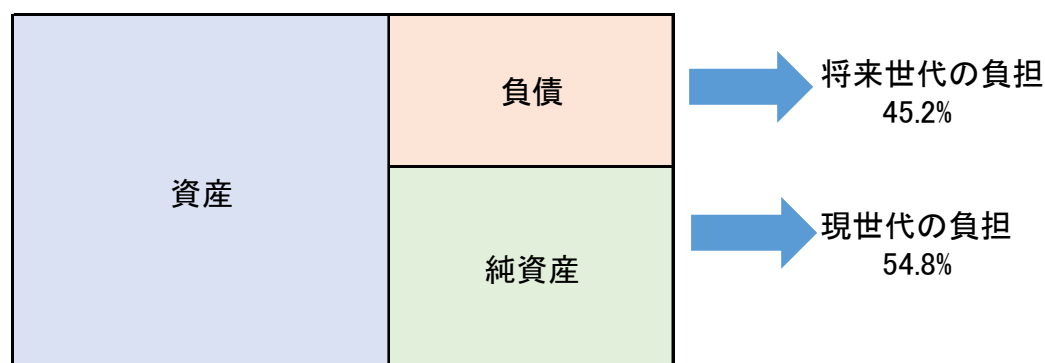 資産
負債
将来世代の負担
45.2%
純資産
現世代の負担
54.8%